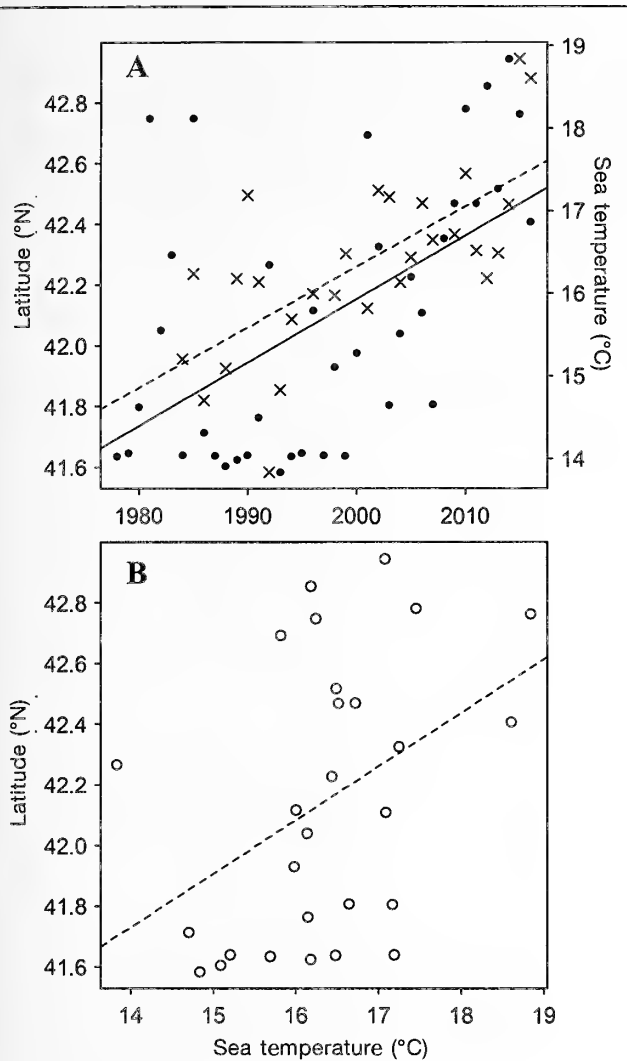 A
19
42.8
18
42.6
17
42.4
16
42.2
42.0
15
41.8
14
41.6
1980 1990 2000 2010
Latitude (°N)
Sea temperature
(°C)
B
42.8
42.6
42.4
42.2
42.0
41.8
41.6
14 15 16 17 18 19
Latitude (°N)
Sea temperature (°C)